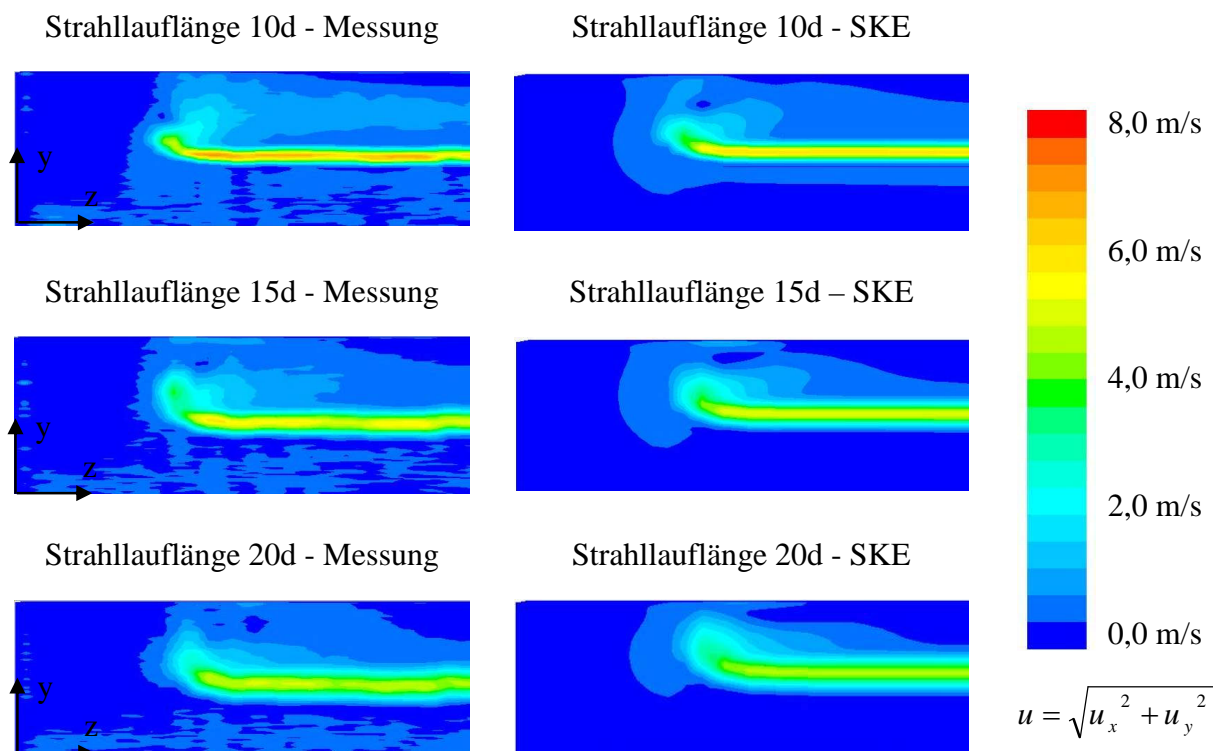 Strahllauflänge 10d - Messung
Strahllauflänge 10d - SKE
y
z
Strahllauflänge 15d - Messung
Strahllauflänge 15d – SKE
y
z
Strahllauflänge 20d - Messung
Strahllauflänge 20d - SKE
y
z
8,0 m/s
6,0 m/s
4,0 m/s
2,0 m/s
0,0 m/s
u = √(u_x² + u_y²)